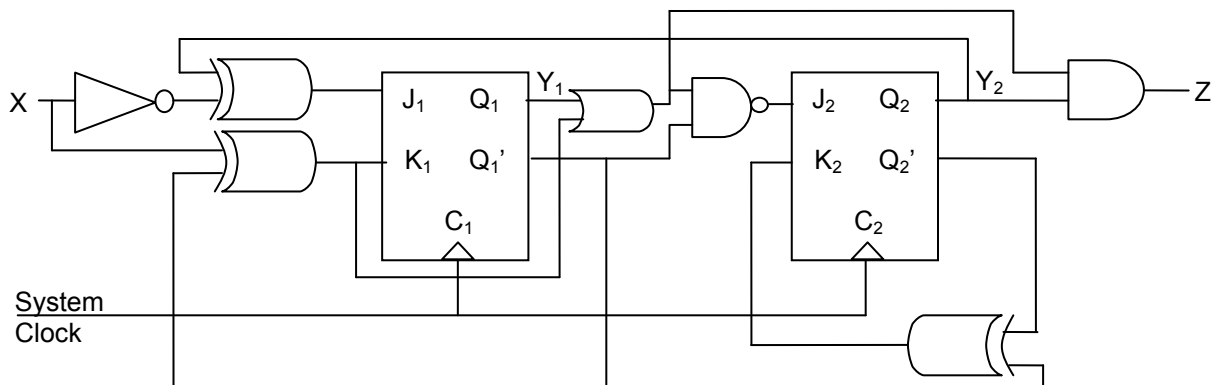 X
J₁ Q₁
K₁ Q₁’
C₁
Y₁
J₂ Q₂
K₂ Q₂’
C₂
Y₂
Z
System
Clock